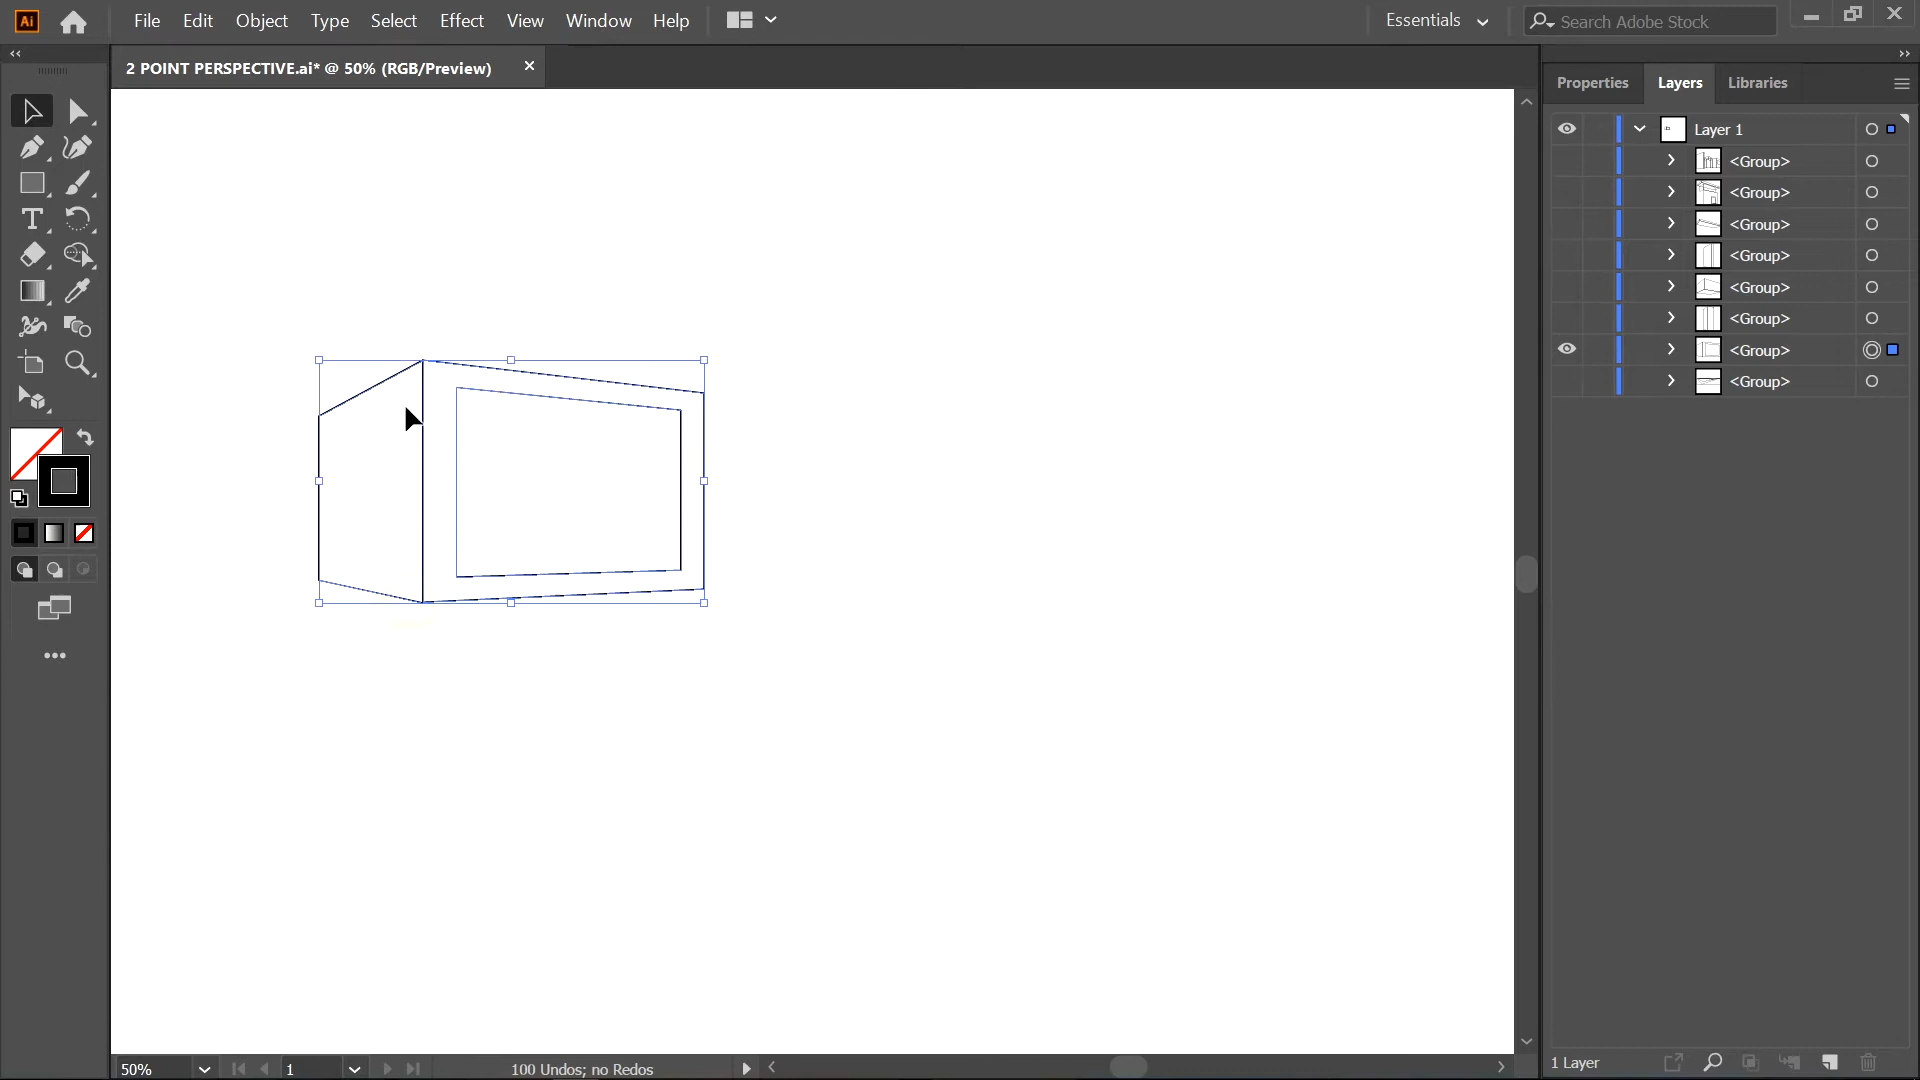 Ai File Edit Object Type Select Effect View Window Help Essentials Search Adobe Stock
2 POINT PERSPECTIVE.ai* @ 50% (RGB/Preview) ×
Properties Layers Libraries
Layer 1
<Group>
<Group>
<Group>
<Group>
<Group>
<Group>
<Group>
<Group>
T
50% 1 100 Undos; no Redos
1 Layer